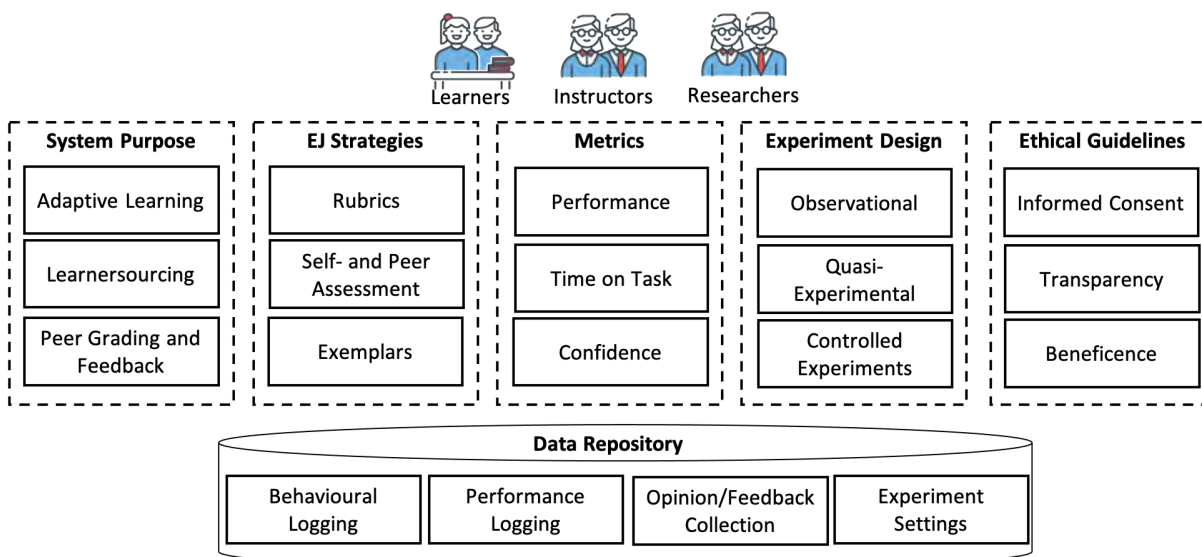 Learners
Instructors
Researchers
System Purpose
Adaptive Learning
Learnersourcing
Peer Grading and
Feedback
EJ Strategies
Rubrics
Self- and Peer
Assessment
Exemplars
Metrics
Performance
Time on Task
Confidence
Experiment Design
Observational
Quasi-
Experimental
Controlled
Experiments
Ethical Guidelines
Informed Consent
Transparency
Beneficence
Data Repository
Behavioural
Logging
Performance
Logging
Opinion/Feedback
Collection
Experiment
Settings